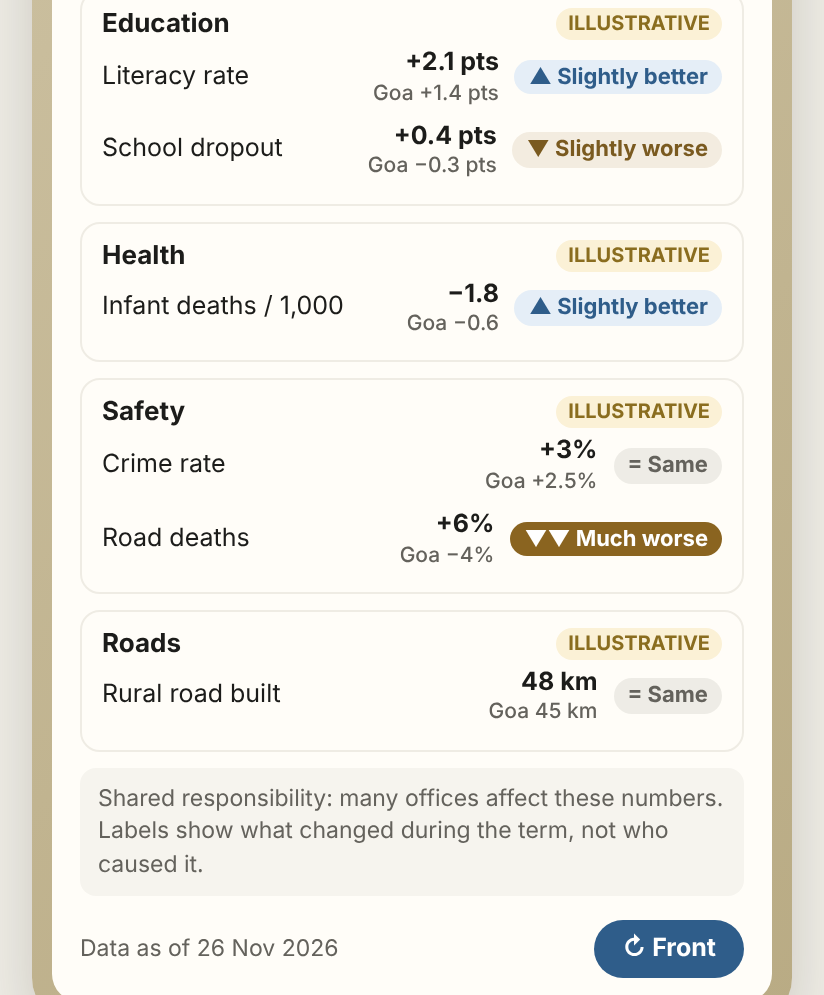 Education ILLUSTRATIVE
Literacy rate +2.1 pts ▲ Slightly better
Goa +1.4 pts
School dropout +0.4 pts ▼ Slightly worse
Goa −0.3 pts
Health ILLUSTRATIVE
Infant deaths / 1,000 −1.8 ▲ Slightly better
Goa −0.6
Safety ILLUSTRATIVE
Crime rate +3% = Same
Goa +2.5%
Road deaths +6% ▼▼ Much worse
Goa −4%
Roads ILLUSTRATIVE
Rural road built 48 km = Same
Goa 45 km
Shared responsibility: many offices affect these numbers.
Labels show what changed during the term, not who
caused it.
Data as of 26 Nov 2026 ↻ Front